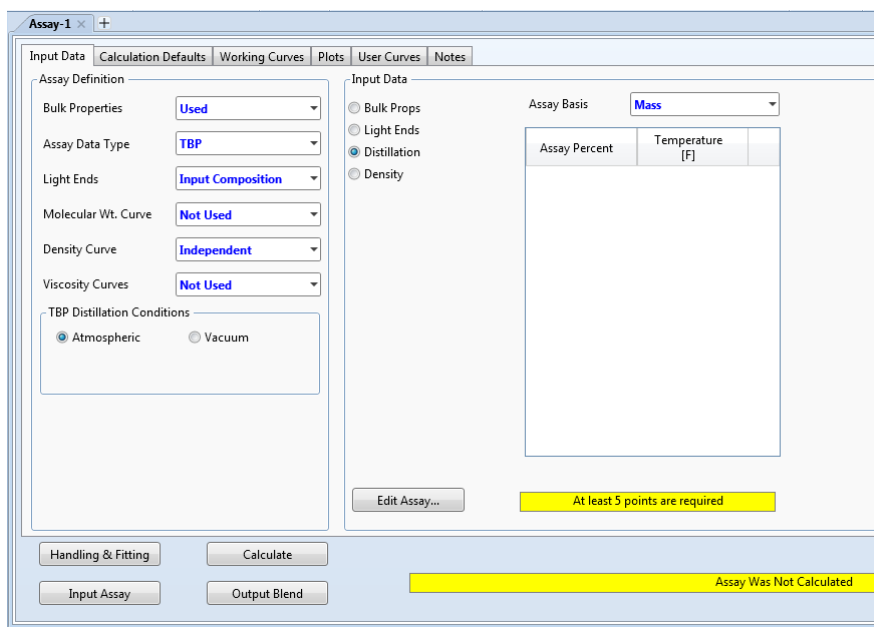 Assay-1
Input Data Calculation Defaults Working Curves Plots User Curves Notes
Assay Definition
Bulk Properties Used
Assay Data Type TBP
Light Ends Input Composition
Molecular Wt. Curve Not Used
Density Curve Independent
Viscosity Curves Not Used
TBP Distillation Conditions
Atmospheric Vacuum
Input Data
Bulk Props
Light Ends
Distillation
Density
Assay Basis Mass
Assay Percent Temperature
[F]
Edit Assay... At least 5 points are required
Handling & Fitting Calculate
Input Assay Output Blend
Assay Was Not Calculated